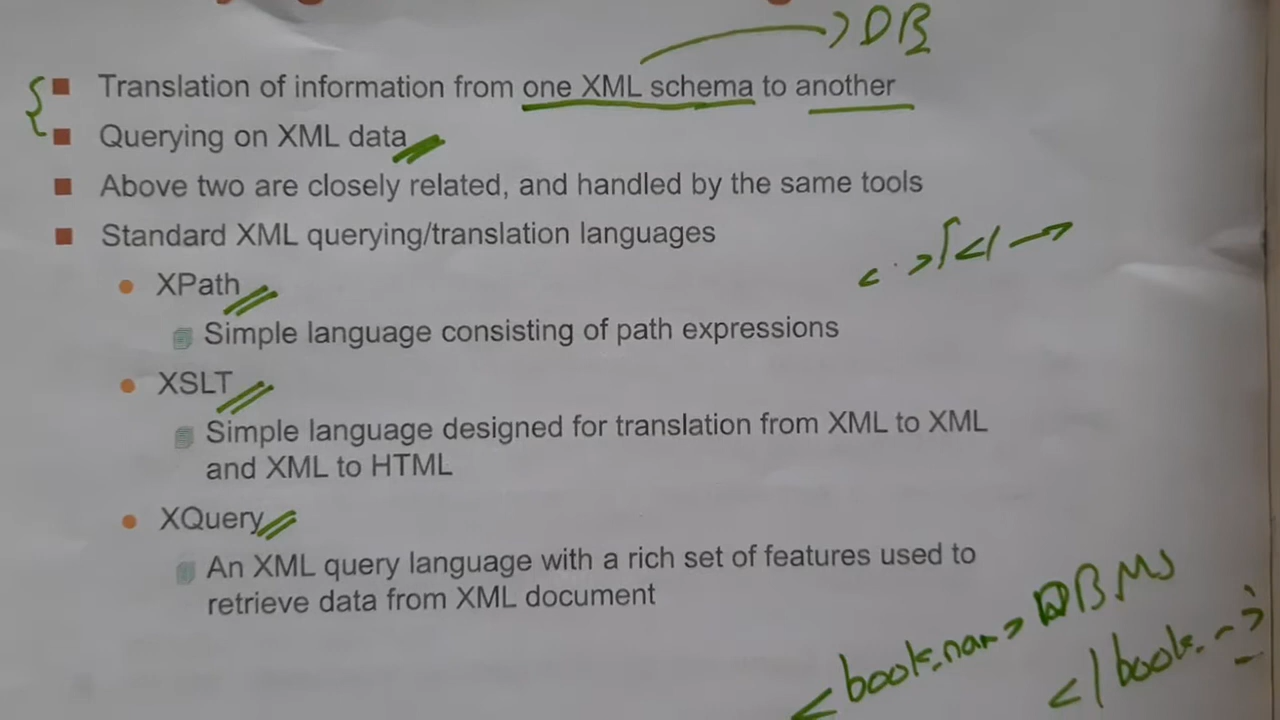 DB
Translation of information from one XML schema to another
Querying on XML data
Above two are closely related, and handled by the same tools
Standard XML querying/translation languages
XPath
Simple language consisting of path expressions
XSLT
Simple language designed for translation from XML to XML
and XML to HTML
XQuery
An XML query language with a rich set of features used to
retrieve data from XML document
<book.nam> DBMS
</book.